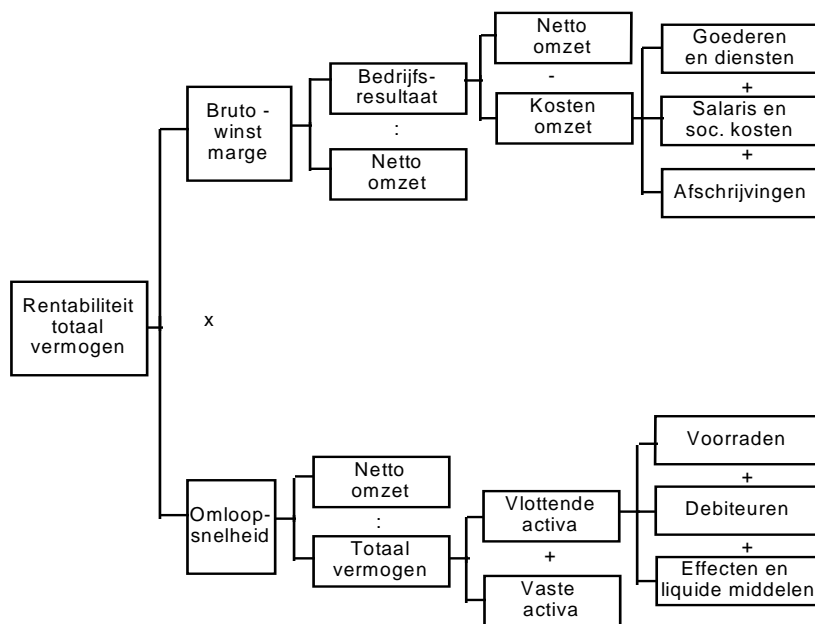 Netto
omzet
-
Kosten
omzet
Goederen
en diensten
+
Salaris en
soc. kosten
+
Afschrijvingen
Bedrijfs-
resultaat
:
Netto
omzet
Bruto -
winst
marge
Rentabiliteit
totaal
vermogen
x
Omloop-
snelheid
Netto
omzet
:
Totaal
vermogen
Vlottende
activa
+
Vaste
activa
Voorraden
+
Debiteuren
+
Effecten en
liquide middelen